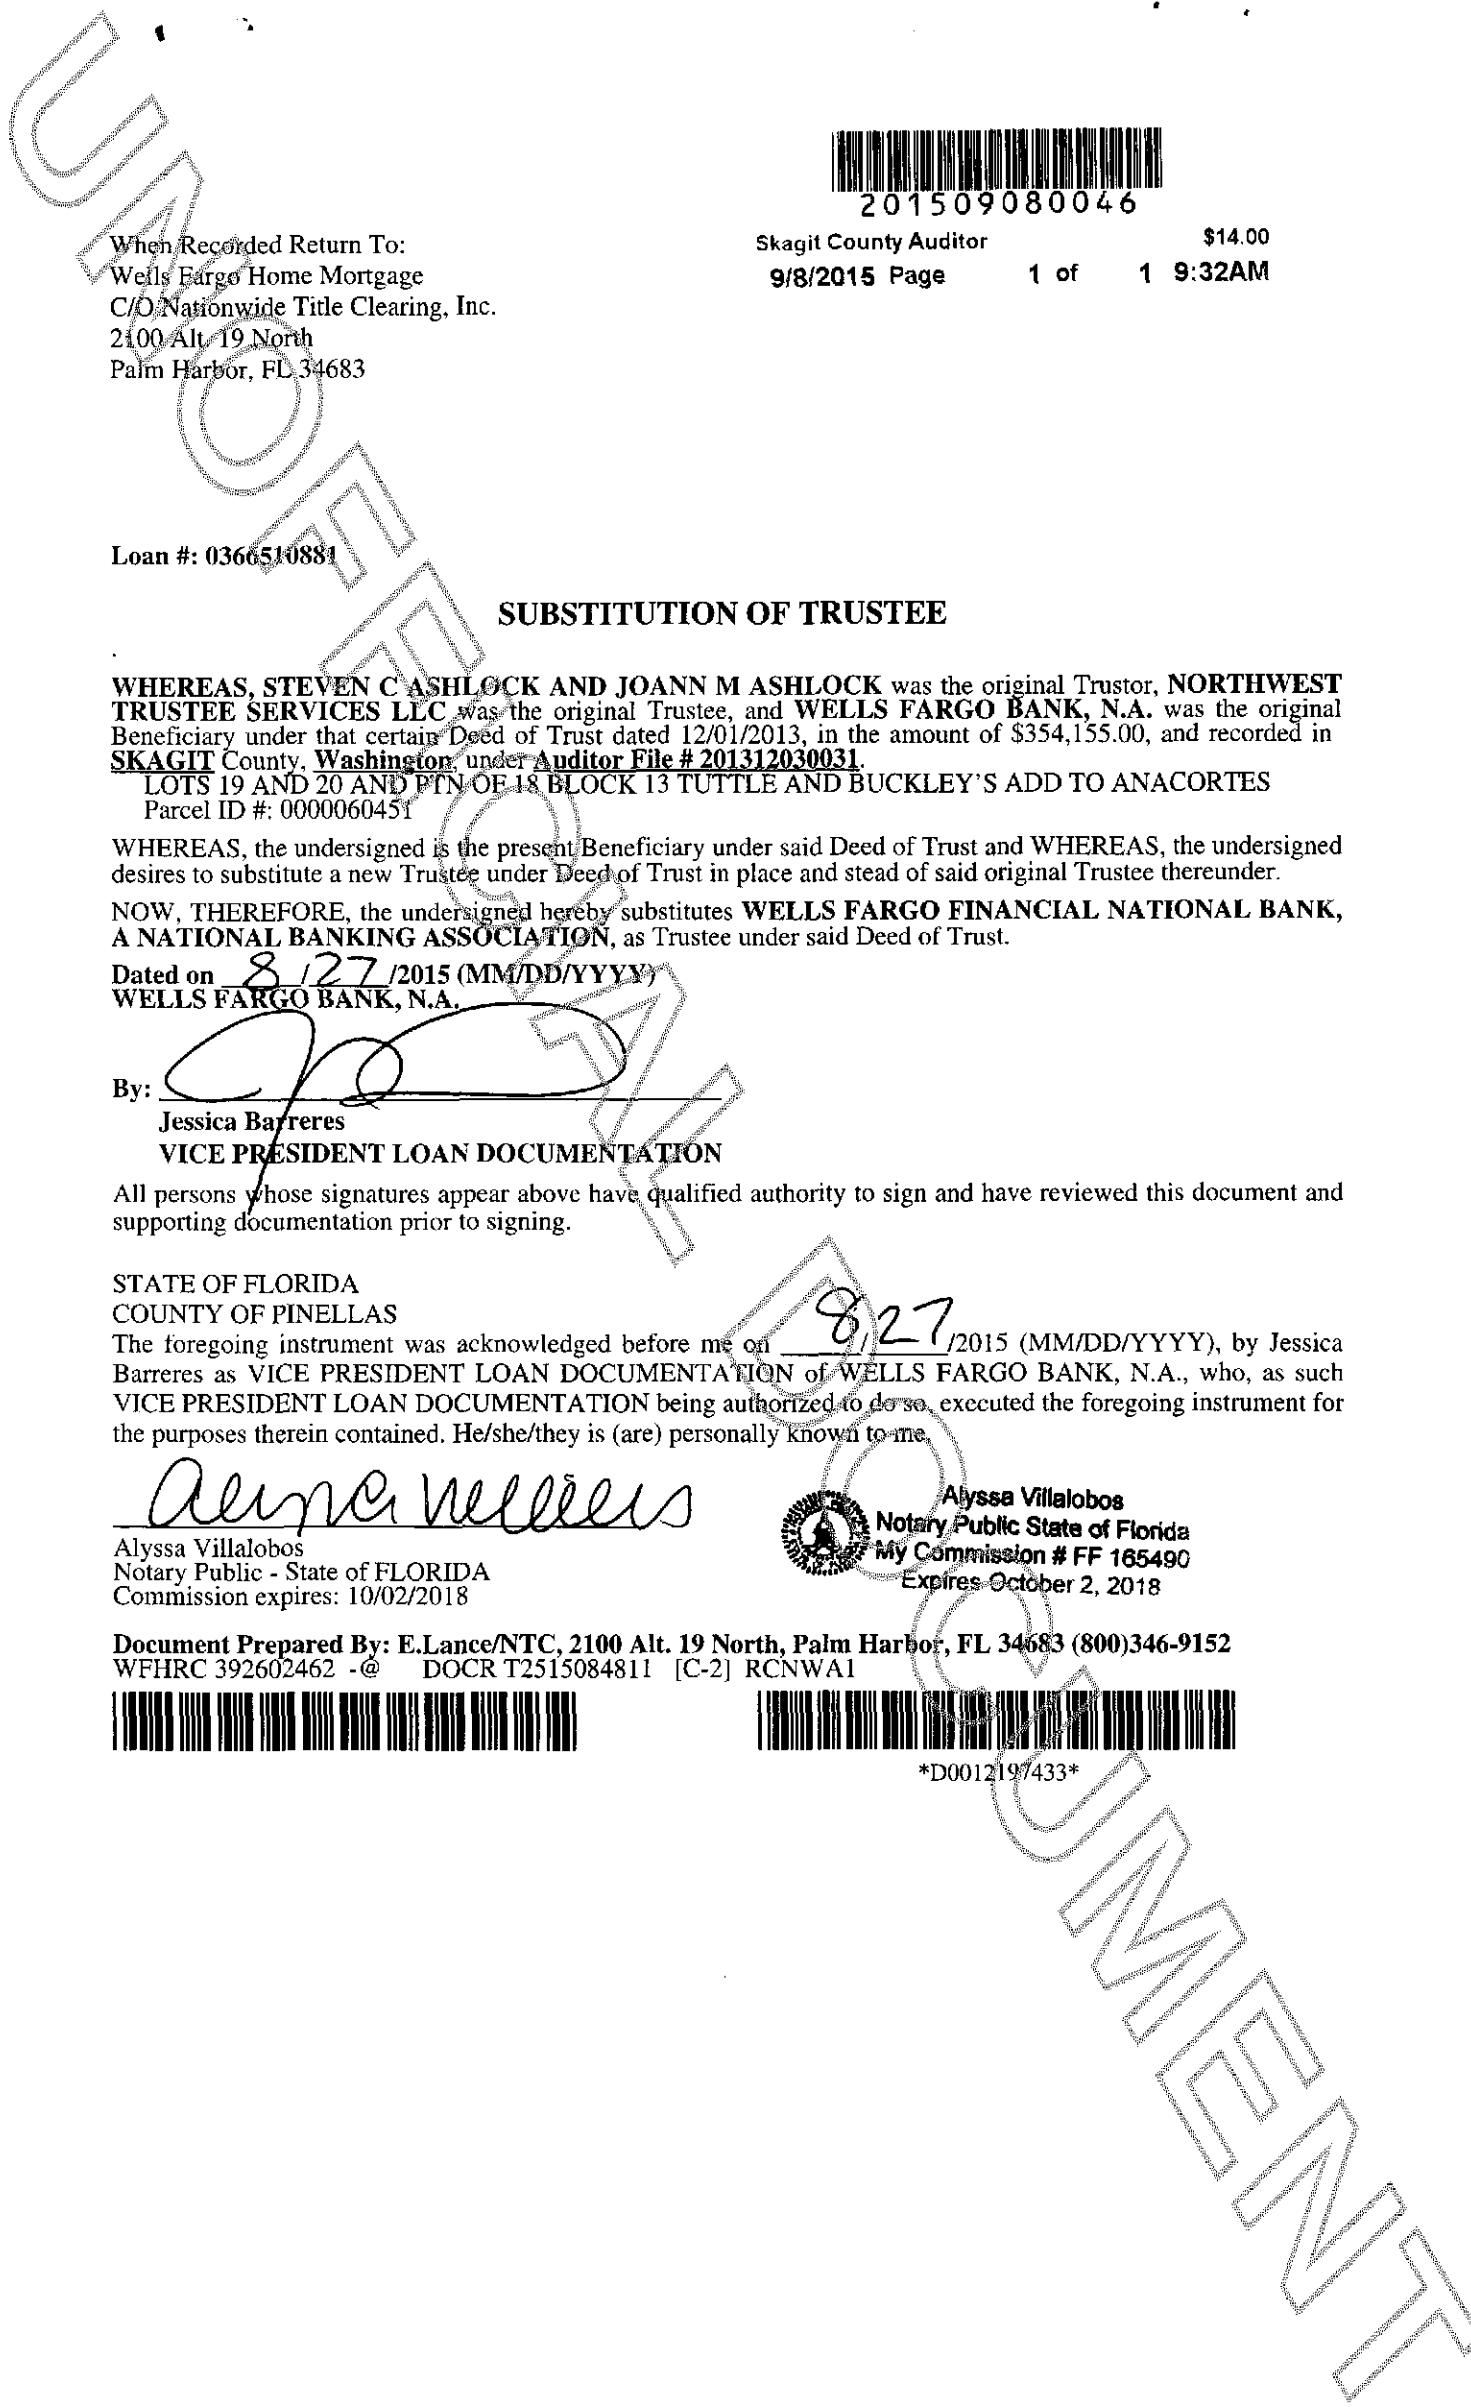 201509080046
Skagit County Auditor $14.00
9/8/2015 Page 1 of 1 9:32AM
When Recorded Return To:
Wells Fargo Home Mortgage
C/O Nationwide Title Clearing, Inc.
2100 Alt. 19 North
Palm Harbor, FL 34683
Loan #: 0366510881
SUBSTITUTION OF TRUSTEE
WHEREAS, STEVEN C ASHLOCK AND JOANN M ASHLOCK was the original Trustor, NORTHWEST
TRUSTEE SERVICES LLC was the original Trustee, and WELLS FARGO BANK, N.A. was the original
Beneficiary under that certain Deed of Trust dated 12/01/2013, in the amount of $354,155.00, and recorded in
SKAGIT County, Washington, under Auditor File # 201312030031.
LOTS 19 AND 20 AND PTN OF 18 BLOCK 13 TUTTLE AND BUCKLEY'S ADD TO ANACORTES
Parcel ID #: 0000060451
WHEREAS, the undersigned is the present Beneficiary under said Deed of Trust and WHEREAS, the undersigned
desires to substitute a new Trustee under Deed of Trust in place and stead of said original Trustee thereunder.
NOW, THEREFORE, the undersigned hereby substitutes WELLS FARGO FINANCIAL NATIONAL BANK,
A NATIONAL BANKING ASSOCIATION, as Trustee under said Deed of Trust.
Dated on 8/27/2015 (MM/DD/YYYY)
WELLS FARGO BANK, N.A.
By:
Jessica Barreres
VICE PRESIDENT LOAN DOCUMENTATION
All persons whose signatures appear above have qualified authority to sign and have reviewed this document and
supporting documentation prior to signing.
STATE OF FLORIDA
COUNTY OF PINELLAS
The foregoing instrument was acknowledged before me on 8/27/2015 (MM/DD/YYYY), by Jessica
Barreres as VICE PRESIDENT LOAN DOCUMENTATION of WELLS FARGO BANK, N.A., who, as such
VICE PRESIDENT LOAN DOCUMENTATION being authorized to do so, executed the foregoing instrument for
the purposes therein contained. He/she/they is (are) personally known to me.
Alyssa Villalobos
Notary Public - State of FLORIDA
Commission expires: 10/02/2018
Alyssa Villalobos
Notary Public State of Florida
My Commission # FF 165490
Expires October 2, 2018
Document Prepared By: E.Lance/NTC, 2100 Alt. 19 North, Palm Harbor, FL 34683 (800)346-9152
WFHRC 392602462 -@ DOCR T2515084811 [C-2] RCNWA1
*D0012197433*
UNOFFICIAL DOCUMENT